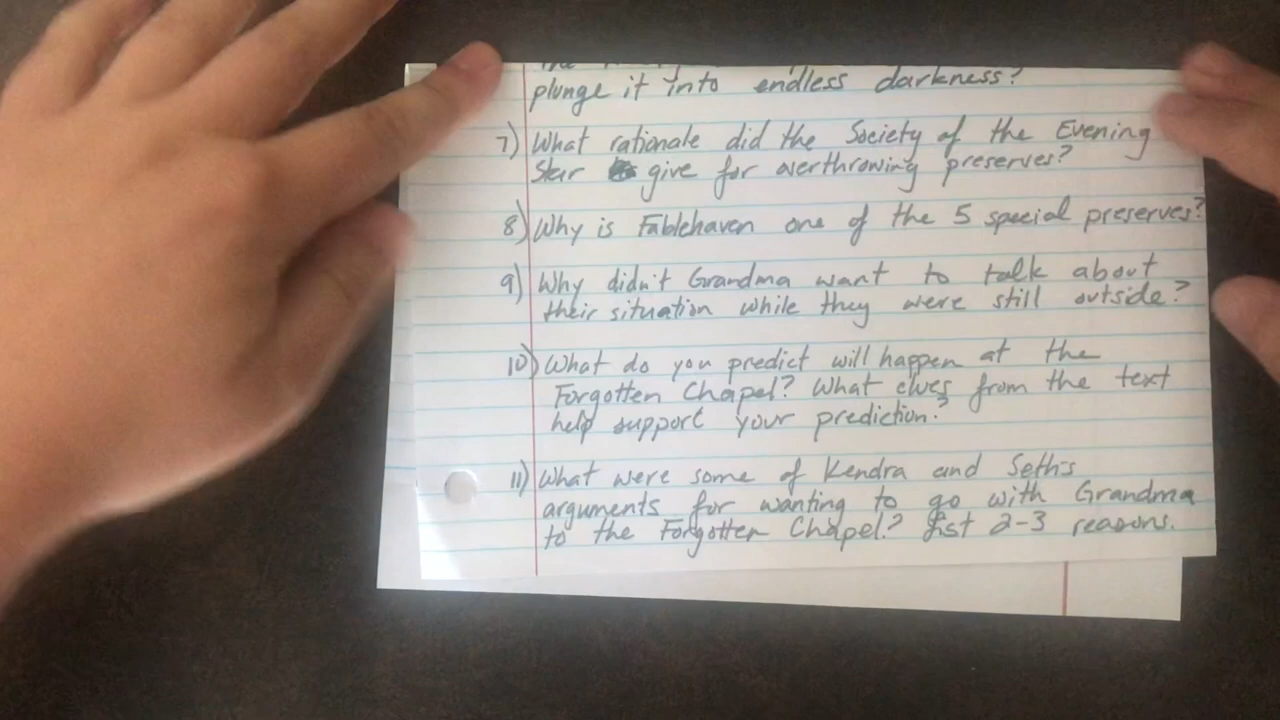 plunge it into endless darkness?
7) What rationale did the Society of the Evening
Star give for overthrowing preserves?
8) Why is Fablehaven one of the 5 special preserves?
9) Why didn't Grandma want to talk about
their situation while they were still outside?
10) What do you predict will happen at the
Forgotten Chapel? What clues from the text
help support your prediction?
11) What were some of Kendra and Seth's
arguments for wanting to go with Grandma
to the Forgotten Chapel? List 2-3 reasons.